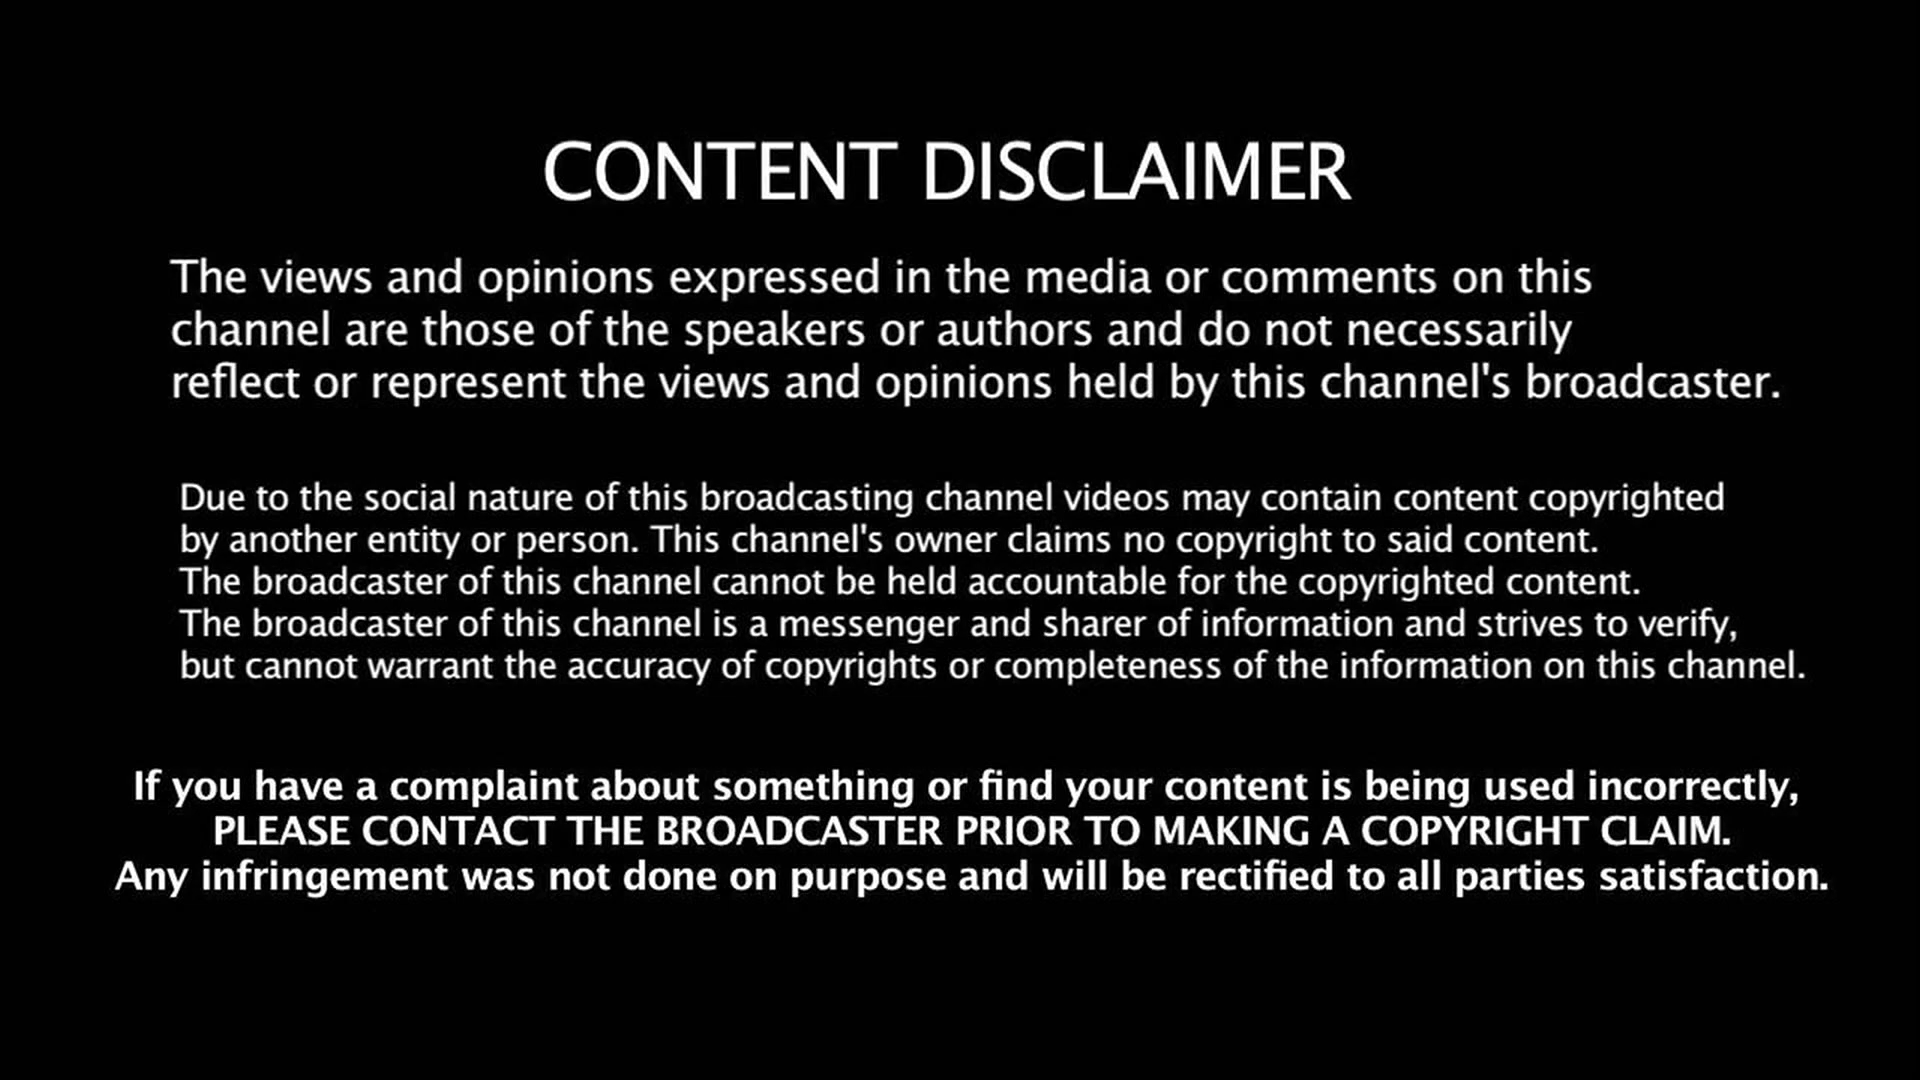 CONTENT DISCLAIMER
The views and opinions expressed in the media or comments on this
channel are those of the speakers or authors and do not necessarily
reflect or represent the views and opinions held by this channel's broadcaster.
Due to the social nature of this broadcasting channel videos may contain content copyrighted
by another entity or person. This channel's owner claims no copyright to said content.
The broadcaster of this channel cannot be held accountable for the copyrighted content.
The broadcaster of this channel is a messenger and sharer of information and strives to verify,
but cannot warrant the accuracy of copyrights or completeness of the information on this channel.
If you have a complaint about something or find your content is being used incorrectly,
PLEASE CONTACT THE BROADCASTER PRIOR TO MAKING A COPYRIGHT CLAIM.
Any infringement was not done on purpose and will be rectified to all parties satisfaction.